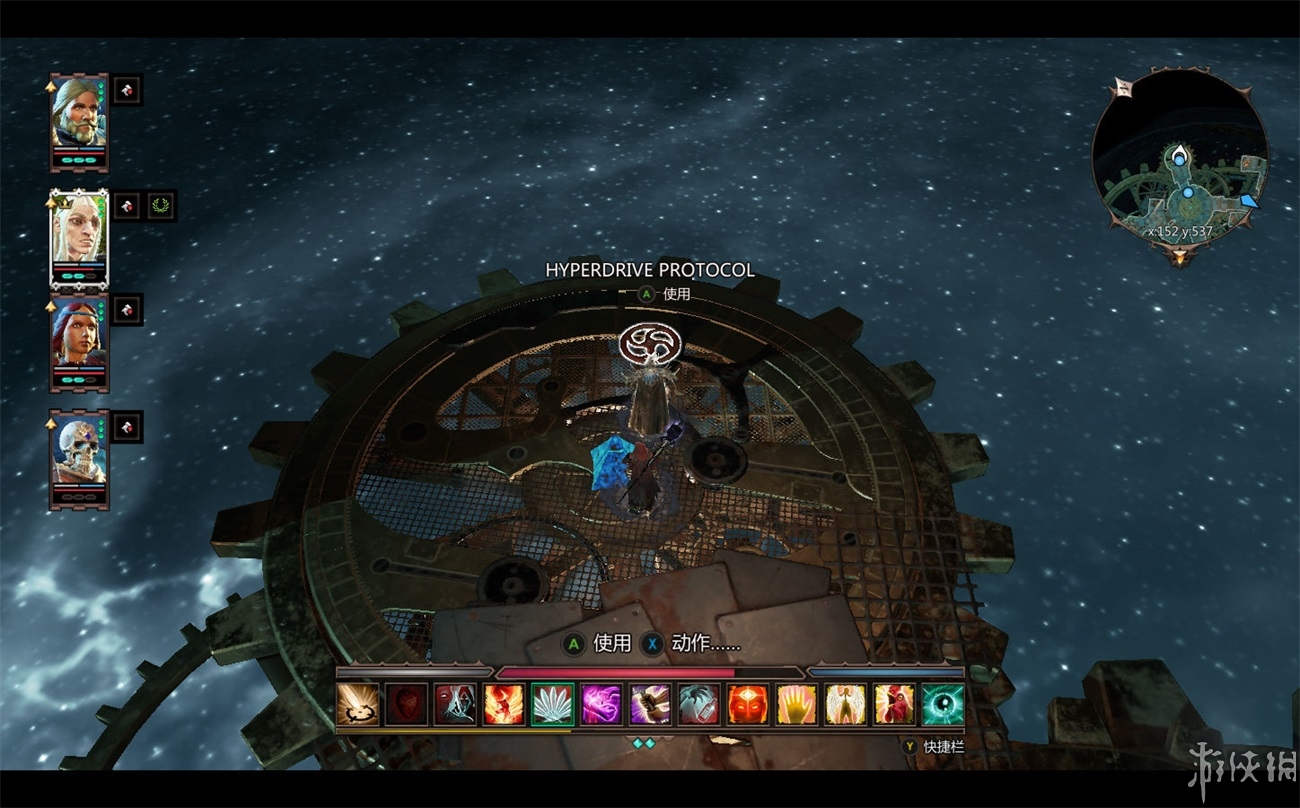 x:152 y:537
HYPERDRIVE PROTOCOL
A 使用
A 使用 X 动作......
Y 快捷栏
游侠网